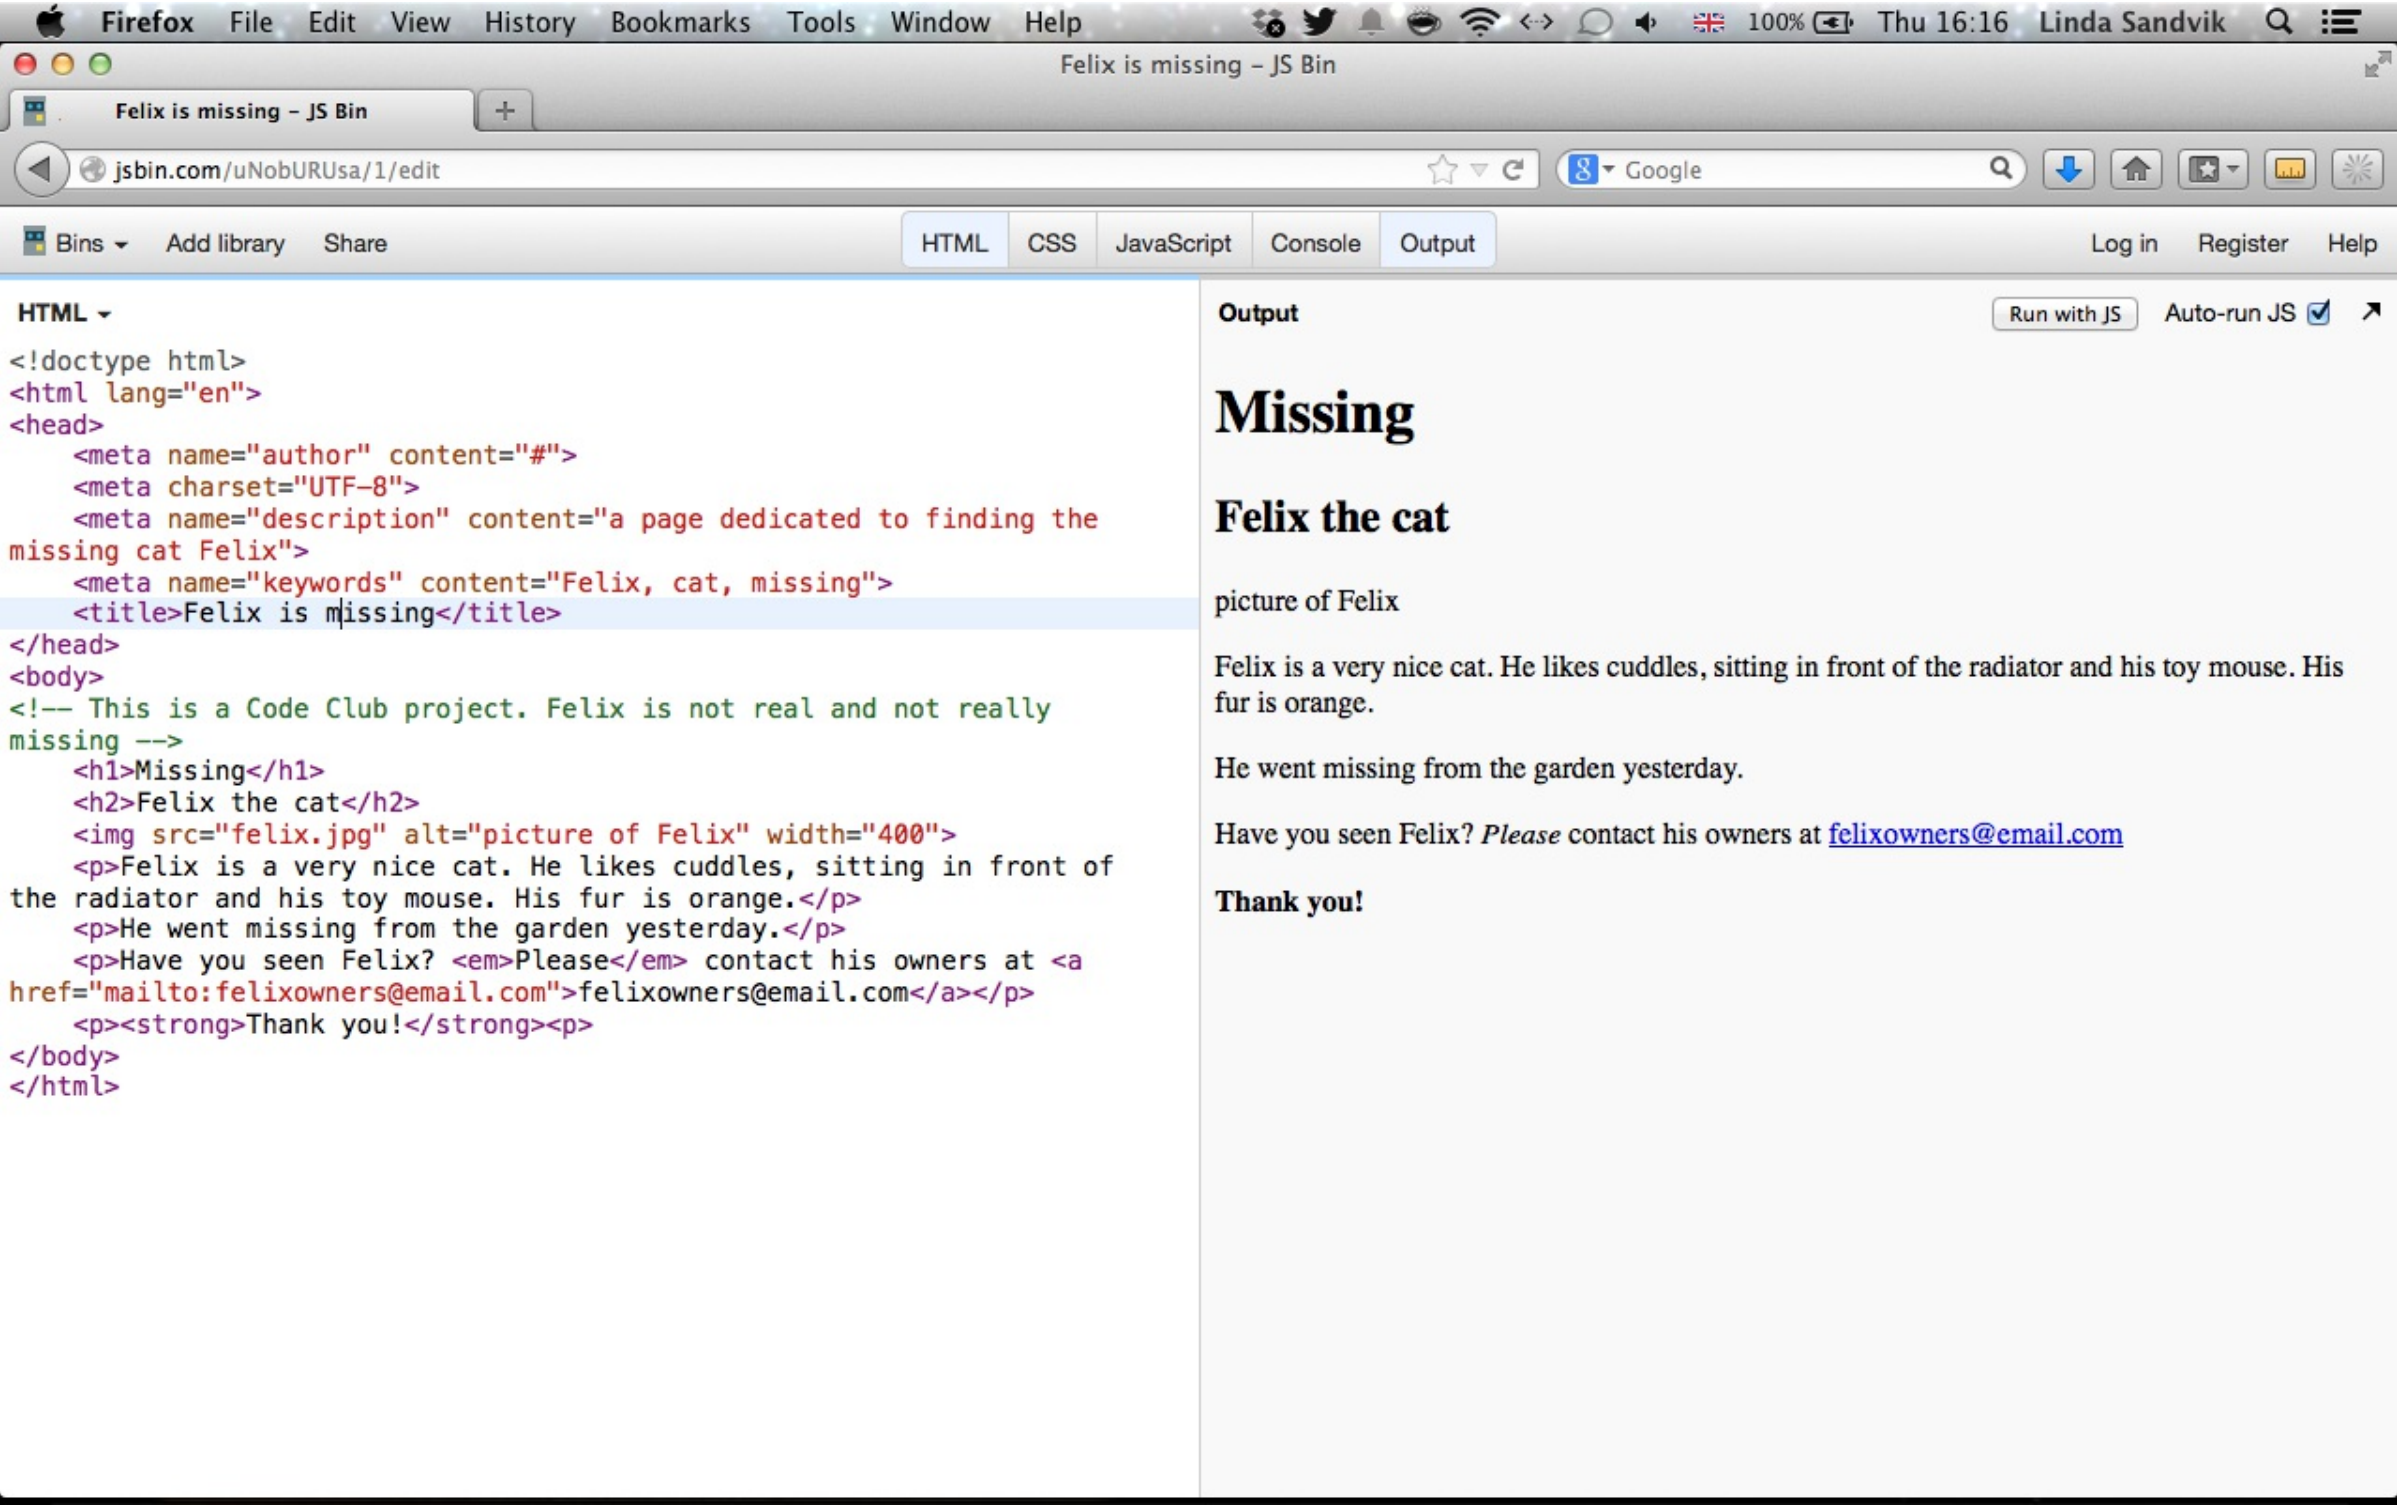 Firefox File Edit View History Bookmarks Tools Window Help 100% Thu 16:16 Linda Sandvik
Felix is missing – JS Bin
Felix is missing – JS Bin
jsbin.com/uNobURUsa/1/edit
Google
Bins Add library Share HTML CSS JavaScript Console Output Log in Register Help
HTML
<!doctype html>
<html lang="en">
<head>
<meta name="author" content="#">
<meta charset="UTF-8">
<meta name="description" content="a page dedicated to finding the
missing cat Felix">
<meta name="keywords" content="Felix, cat, missing">
<title>Felix is missing</title>
</head>
<body>
<!-- This is a Code Club project. Felix is not real and not really
missing -->
<h1>Missing</h1>
<h2>Felix the cat</h2>
<img src="felix.jpg" alt="picture of Felix" width="400">
<p>Felix is a very nice cat. He likes cuddles, sitting in front of
the radiator and his toy mouse. His fur is orange.</p>
<p>He went missing from the garden yesterday.</p>
<p>Have you seen Felix? <em>Please</em> contact his owners at <a
href="mailto:felixowners@email.com">felixowners@email.com</a></p>
<p><strong>Thank you!</strong><p>
</body>
</html>
Output Run with JS Auto-run JS
Missing
Felix the cat
picture of Felix
Felix is a very nice cat. He likes cuddles, sitting in front of the radiator and his toy mouse. His
fur is orange.
He went missing from the garden yesterday.
Have you seen Felix? Please contact his owners at felixowners@email.com
Thank you!